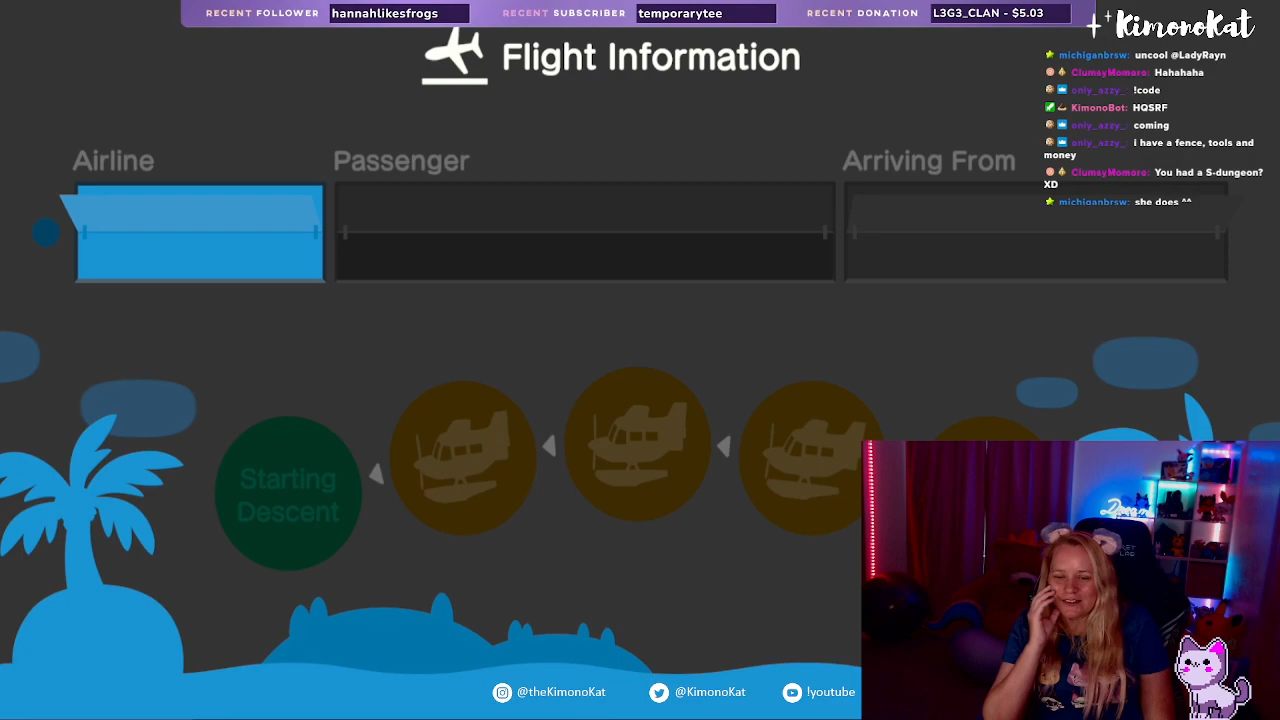 RECENT FOLLOWER hannahlikesfrogs RECENT SUBSCRIBER temporarytee RECENT DONATION L3G3_CLAN - $5.03
KimonoKat
Flight Information
michiganbrsw: uncool @LadyRayn
ClumsyMomoro: Hahahaha
only_azzy_: !code
KimonoBot: HQSRF
only_azzy_: coming
only_azzy_: i have a fence, tools and
money
ClumsyMomoro: You had a S-dungeon?
XD
michiganbrsw: she does ^^
Airline Passenger Arriving From
Starting
Descent
Dream
@theKimonoKat @KimonoKat !youtube